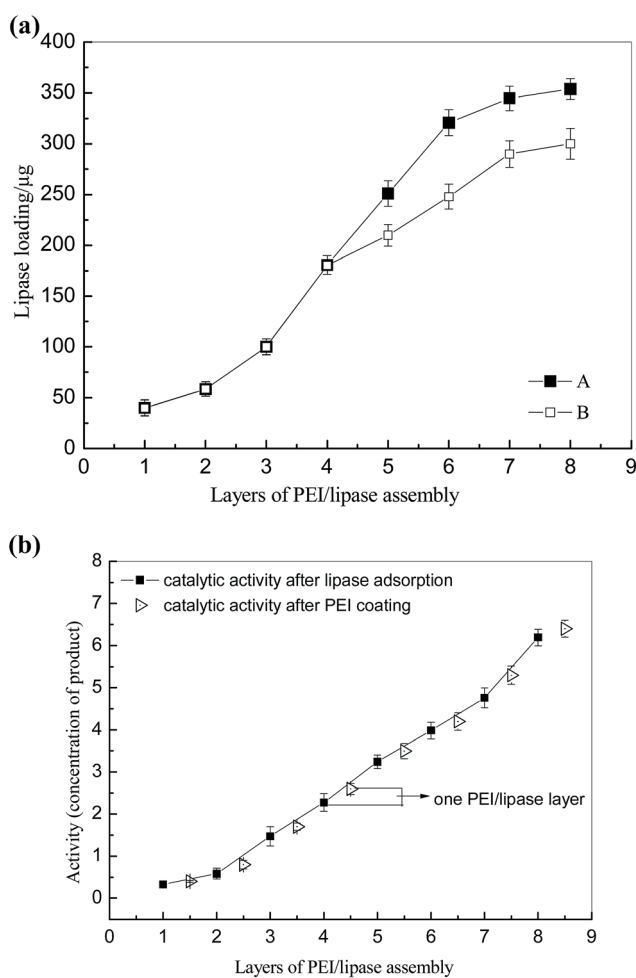 (a)
400
350
300
250
200
150
100
50
0
Lipase loading/μg
A
B
0 1 2 3 4 5 6 7 8 9
Layers of PEI/lipase assembly
(b)
8
7
6
5
4
3
2
1
0
Activity (concentration of product)
catalytic activity after lipase adsorption
catalytic activity after PEI coating
one PEI/lipase layer
0 1 2 3 4 5 6 7 8 9
Layers of PEI/lipase assembly